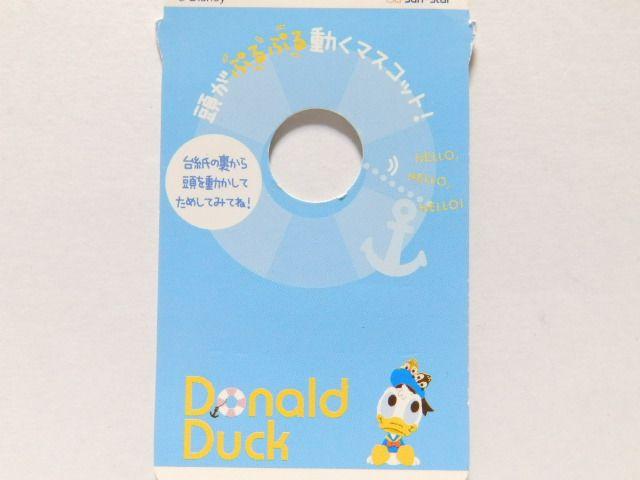 © Disney
sun-star
頭がぷるぷる動くマスコット!
台紙の裏から
頭を動かして
ためしてみてね!
HELLO,
HELLO,
HELLO!
Donald
Duck